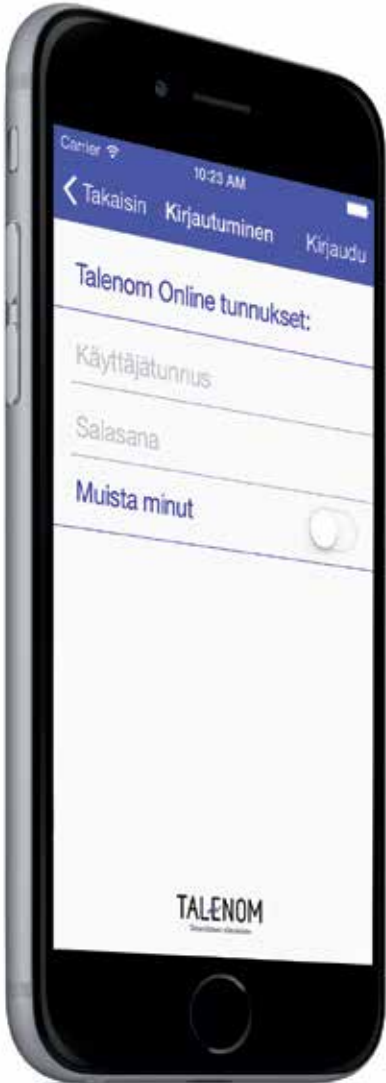 Carrier
10:23 AM
Takaisin Kirjautuminen Kirjaudu
Talenom Online tunnukset:
Käyttäjätunnus
Salasana
Muista minut
TALENOM